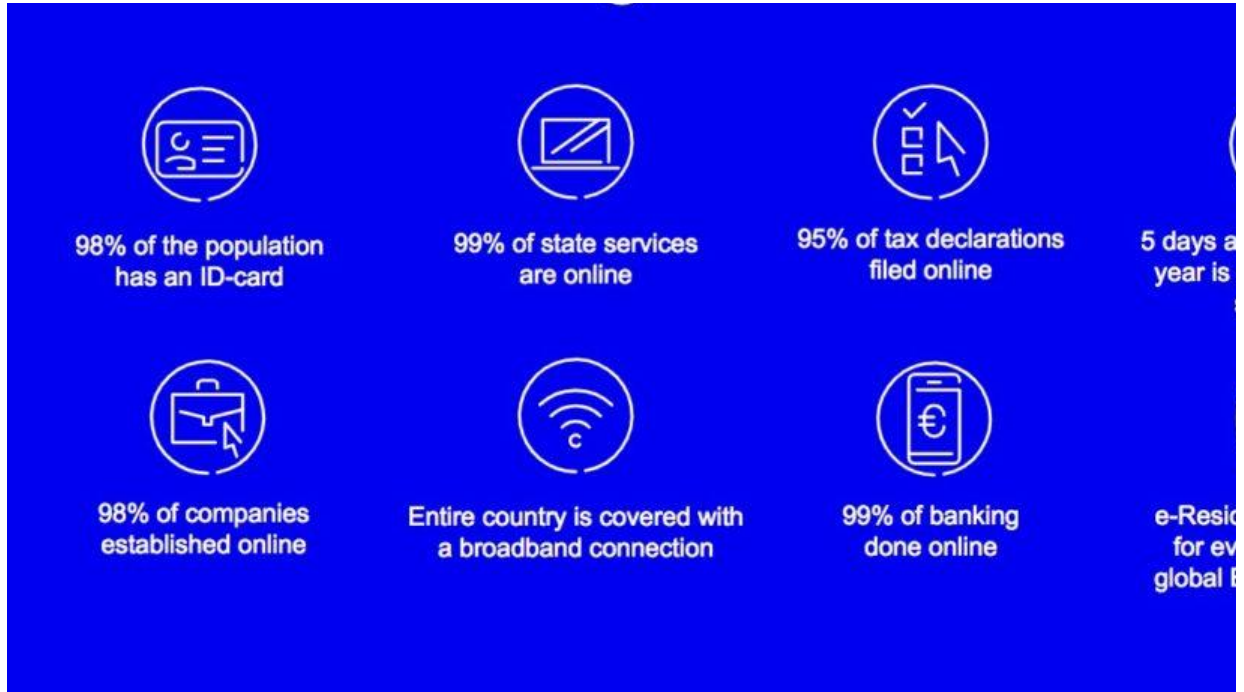 98% of the population
has an ID-card
99% of state services
are online
95% of tax declarations
filed online
5 days a
year is
98% of companies
established online
Entire country is covered with
a broadband connection
99% of banking
done online
for
global